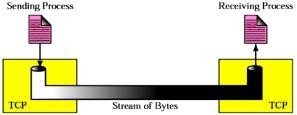 Sending Process
Receiving Process
TCP
Stream of Bytes
TCP